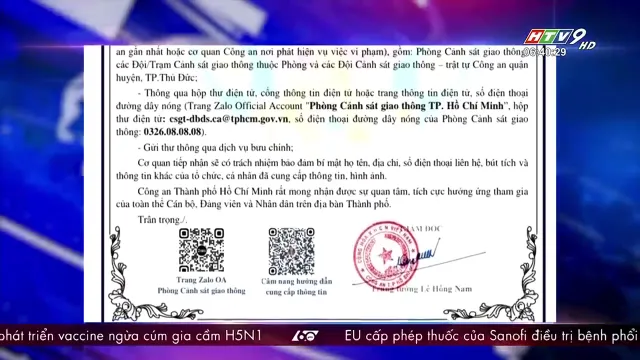 HTV9 HD
06:40:29
an gần nhất hoặc cơ quan Công an nơi phát hiện vụ việc vi phạm), gồm: Phòng Cảnh sát giao thông,
các Đội/Trạm Cảnh sát giao thông thuộc Phòng và các Đội Cảnh sát giao thông – trật tự Công an quận
huyện, TP.Thủ Đức;
- Thông qua hộp thư điện tử, cổng thông tin điện tử hoặc trang thông tin điện tử, số điện thoại
đường dây nóng (Trang Zalo Official Account "Phòng Cảnh sát giao thông TP. Hồ Chí Minh", hộp
thư điện tử: csgt-dbds.ca@tphcm.gov.vn, số điện thoại đường dây nóng của Phòng Cảnh sát giao
thông: 0326.08.08.08).
- Gửi thư thông qua dịch vụ bưu chính;
Cơ quan tiếp nhận sẽ có trách nhiệm bảo đảm bí mật họ tên, địa chỉ, số điện thoại liên hệ, bút tích và
thông tin khác của tổ chức, cá nhân đã cung cấp thông tin, hình ảnh.
Công an Thành phố Hồ Chí Minh rất mong nhận được sự quan tâm, tích cực hưởng ứng tham gia
của toàn thể Cán bộ, Đảng viên và Nhân dân trên địa bàn Thành phố.
Trân trọng./.
GIÁM ĐỐC
Trang Zalo OA
Phòng Cảnh sát giao thông
Cẩm nang hướng dẫn
cung cấp thông tin
Trung tướng Lê Hồng Nam
phát triển vaccine ngừa cúm gia cầm H5N1
EU cấp phép thuốc của Sanofi điều trị bệnh phổi